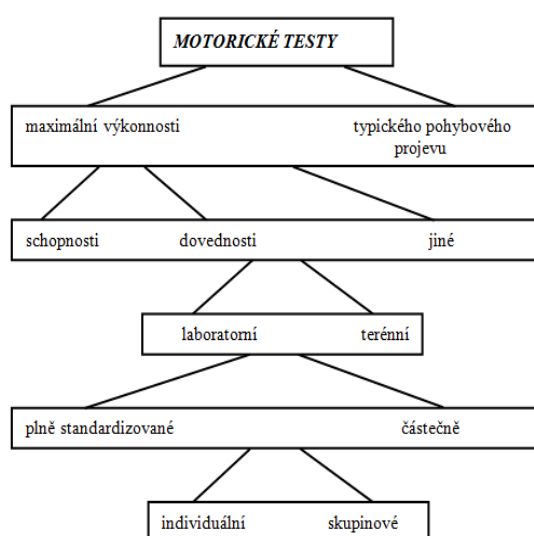 MOTORICKÉ TESTY
maximální výkonnosti typického pohybového
projevu
schopnosti dovednosti jiné
laboratorní terénní
plně standardizované částečně
individuální skupinové